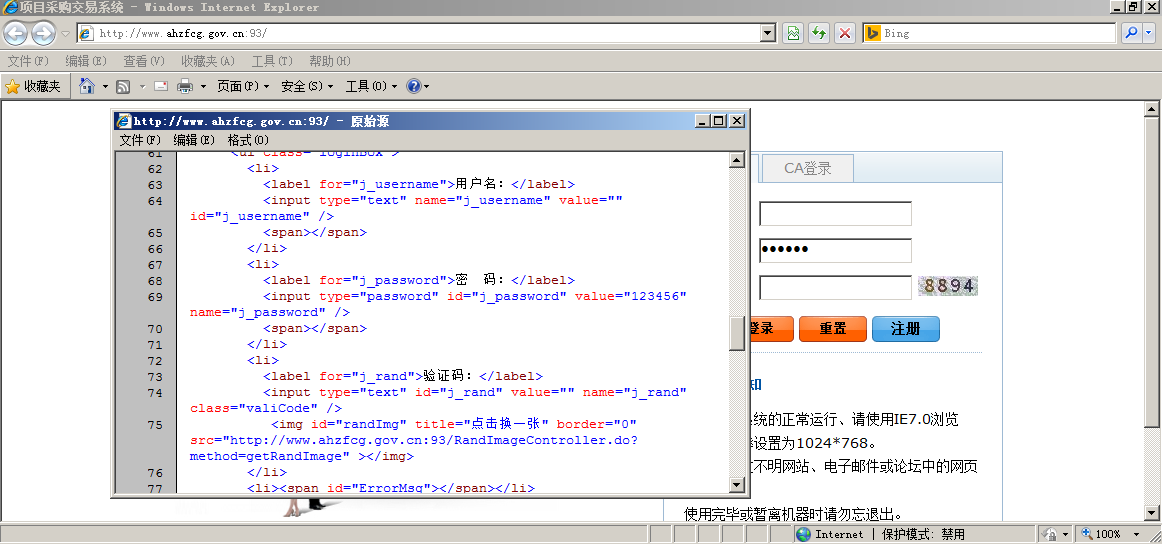 项目采购交易系统 - Windows Internet Explorer
http://www.ahzfcg.gov.cn:93/
Bing
文件(F) 编辑(E) 查看(V) 收藏夹(A) 工具(T) 帮助(H)
收藏夹 页面(P) 安全(S) 工具(O)
http://www.ahzfcg.gov.cn:93/ - 原始源
文件(F) 编辑(E) 格式(O)
61 <ul class="loginbox">
62 <li>
63 <label for="j_username">用户名：</label>
64 <input type="text" name="j_username" value=""
id="j_username" />
65 <span></span>
66 </li>
67 <li>
68 <label for="j_password">密 码：</label>
69 <input type="password" id="j_password" value="123456"
name="j_password" />
70 <span></span>
71 </li>
72 <li>
73 <label for="j_rand">验证码：</label>
74 <input type="text" id="j_rand" value="" name="j_rand"
class="valiCode" />
75 <img id="randImg" title="点击换一张" border="0"
src="http://www.ahzfcg.gov.cn:93/RandImageController.do?
method=getRandImage" ></img>
76 </li>
77 <li><span id="ErrorMsg"></span></li>
CA登录
••••••
8894
登录 重置 注册
知
系统的正常运行、请使用IE7.0浏览
设置为1024*768。
不明网站、电子邮件或论坛中的网页
使用完毕或暂离机器时请勿忘退出。
Internet | 保护模式: 禁用
100%